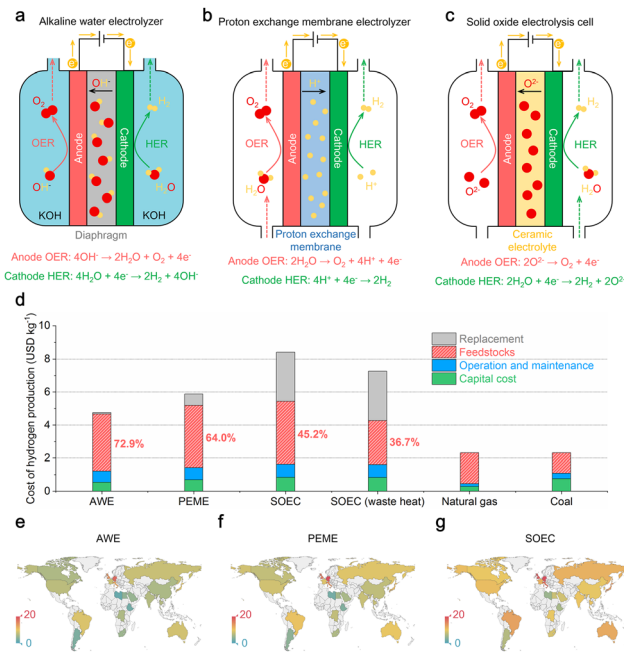 a Alkaline water electrolyzer
e⁻ e⁻
OH⁻
O₂ H₂
OER HER
Anode Cathode
OH⁻ H₂O
KOH KOH
Diaphragm
Anode OER: 4OH⁻ → 2H₂O + O₂ + 4e⁻
Cathode HER: 4H₂O + 4e⁻ → 2H₂ + 4OH⁻
b Proton exchange membrane electrolyzer
e⁻ e⁻
H⁺
O₂ H₂
OER HER
Anode Cathode
H₂O H⁺
Proton exchange
membrane
Anode OER: 2H₂O → O₂ + 4H⁺ + 4e⁻
Cathode HER: 4H⁺ + 4e⁻ → 2H₂
c Solid oxide electrolysis cell
e⁻ e⁻
O²⁻
O₂ H₂
OER HER
Anode Cathode
O²⁻ H₂O
Ceramic
electrolyte
Anode OER: 2O²⁻ → O₂ + 4e⁻
Cathode HER: 2H₂O + 4e⁻ → 2H₂ + 2O²⁻
d
Cost of hydrogen production (USD kg⁻¹)
10
8
6
4
2
0
Replacement
Feedstocks
Operation and maintenance
Capital cost
72.9%
64.0%
45.2%
36.7%
AWE PEME SOEC SOEC (waste heat) Natural gas Coal
e AWE
20
0
f PEME
20
0
g SOEC
20
0